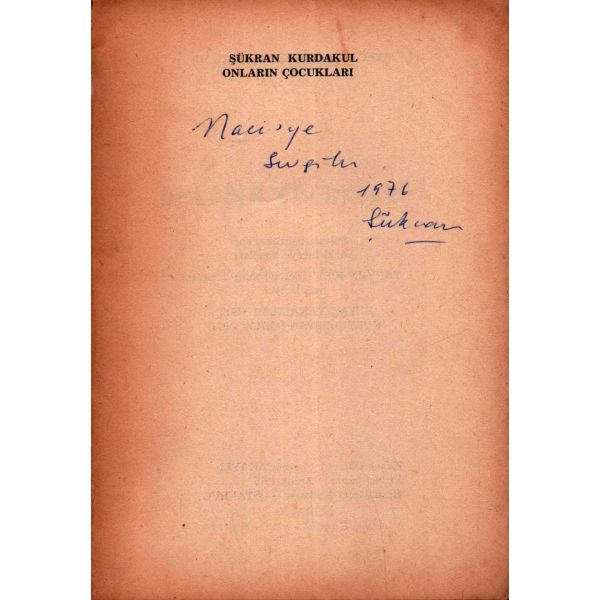 ŞÜKRAN KURDAKUL
ONLARIN ÇOCUKLARI
Naci'ye
Sevgiler
1976
Şükran